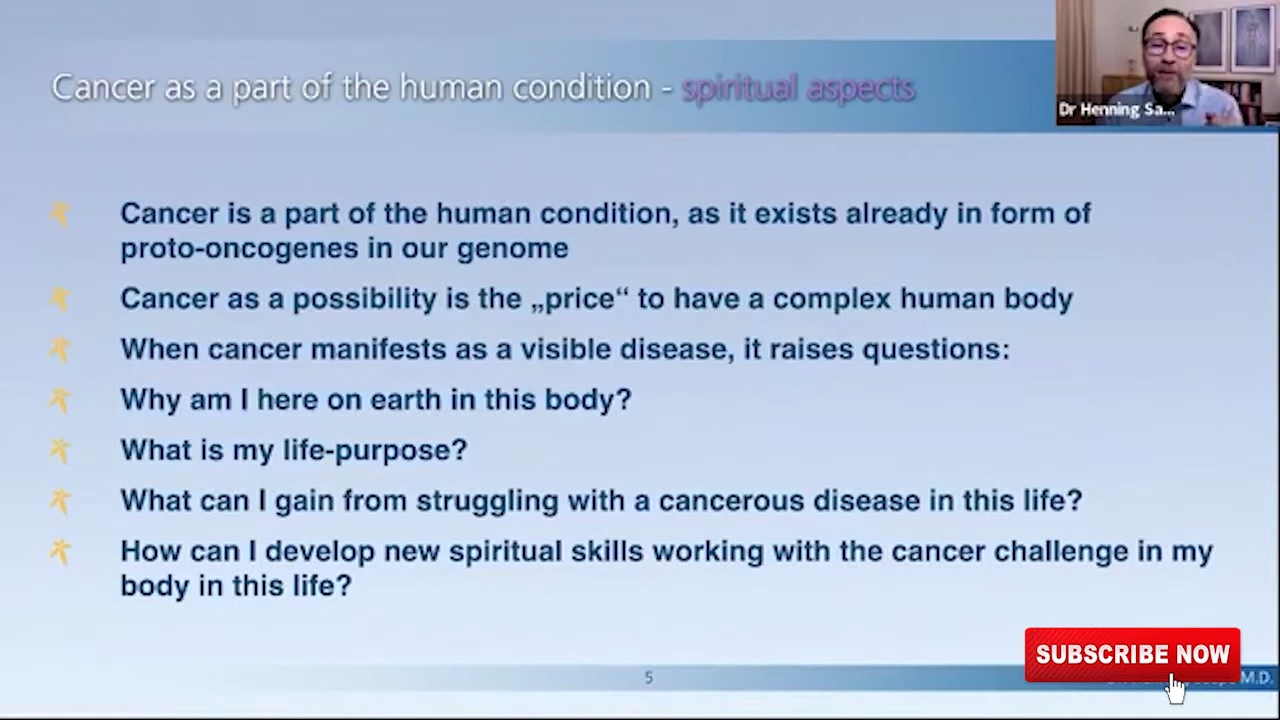 Cancer as a part of the human condition - spiritual aspects
Dr Henning Sa...
Cancer is a part of the human condition, as it exists already in form of
proto-oncogenes in our genome
Cancer as a possibility is the „price“ to have a complex human body
When cancer manifests as a visible disease, it raises questions:
Why am I here on earth in this body?
What is my life-purpose?
What can I gain from struggling with a cancerous disease in this life?
How can I develop new spiritual skills working with the cancer challenge in my
body in this life?
SUBSCRIBE NOW
5
M.D.